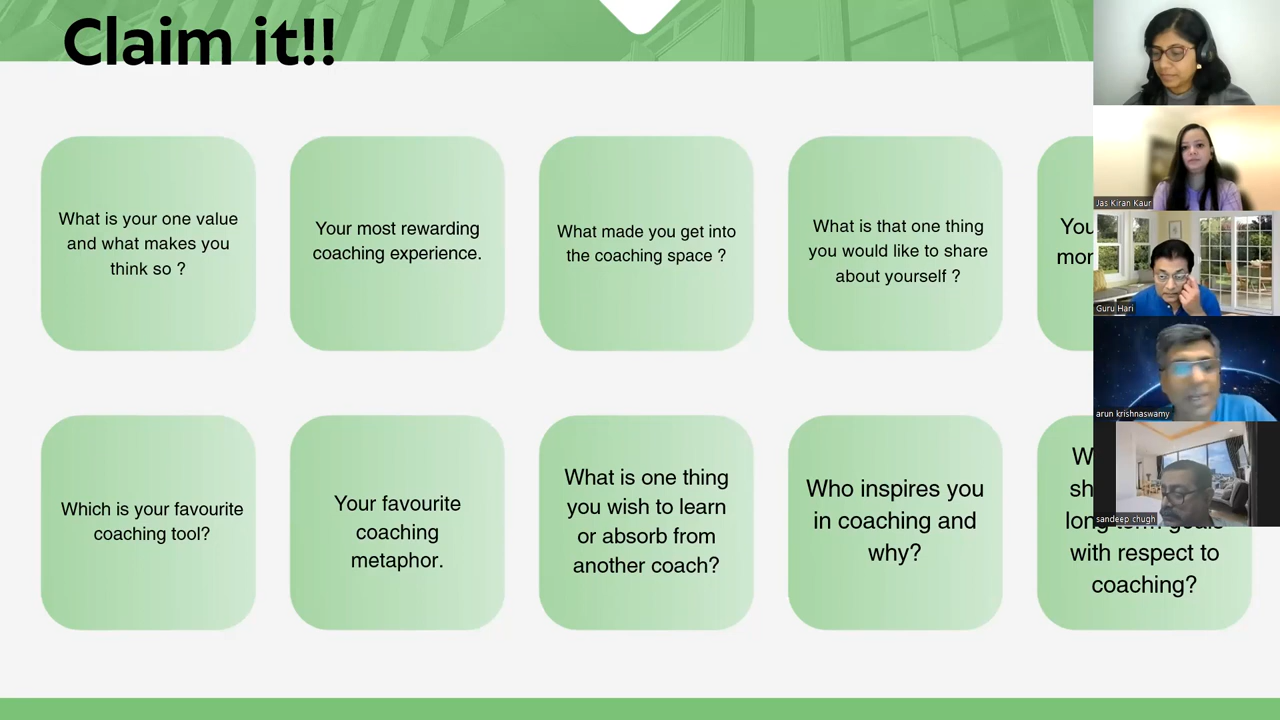 Claim it!!
What is your one value
and what makes you
think so ?
Your most rewarding
coaching experience.
What made you get into
the coaching space ?
What is that one thing
you would like to share
about yourself ?
Which is your favourite
coaching tool?
Your favourite
coaching
metaphor.
What is one thing
you wish to learn
or absorb from
another coach?
Who inspires you
in coaching and
why?
with respect to
coaching?
Jas Kiran Kaur
Guru Hari
arun krishnaswamy
sandeep chugh